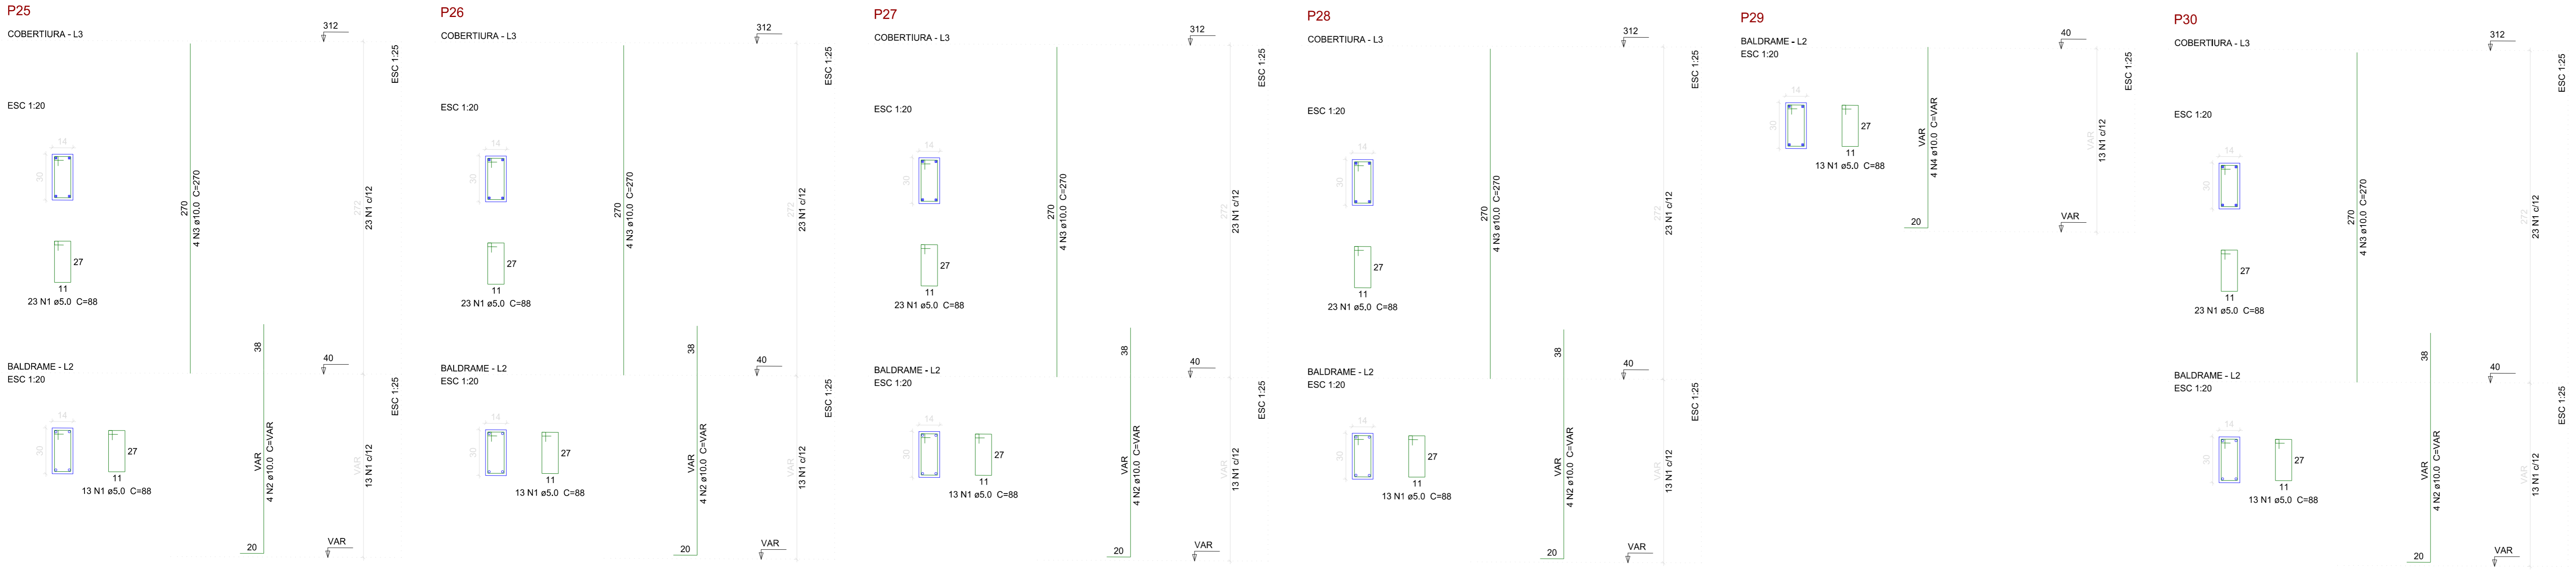 P25
COBERTIURA - L3
312
ESC 1:25
ESC 1:20
14
30
270
4 N3 ø10.0 C=270
272
23 N1 c/12
27
11
23 N1 ø5.0 C=88
38
BALDRAME - L2
ESC 1:20
40
ESC 1:25
14
30
27
11
13 N1 ø5.0 C=88
VAR
4 N2 ø10.0 C=VAR
VAR
13 N1 c/12
20
VAR
P26
COBERTIURA - L3
312
ESC 1:25
ESC 1:20
14
30
270
4 N3 ø10.0 C=270
272
23 N1 c/12
27
11
23 N1 ø5.0 C=88
38
BALDRAME - L2
ESC 1:20
40
ESC 1:25
14
30
27
11
13 N1 ø5.0 C=88
VAR
4 N2 ø10.0 C=VAR
VAR
13 N1 c/12
20
VAR
P27
COBERTIURA - L3
312
ESC 1:25
ESC 1:20
14
30
270
4 N3 ø10.0 C=270
272
23 N1 c/12
27
11
23 N1 ø5.0 C=88
38
BALDRAME - L2
ESC 1:20
40
ESC 1:25
14
30
27
11
13 N1 ø5.0 C=88
VAR
4 N2 ø10.0 C=VAR
VAR
13 N1 c/12
20
VAR
P28
COBERTIURA - L3
312
ESC 1:25
ESC 1:20
14
30
270
4 N3 ø10.0 C=270
272
23 N1 c/12
27
11
23 N1 ø5.0 C=88
38
BALDRAME - L2
ESC 1:20
40
ESC 1:25
14
30
27
11
13 N1 ø5.0 C=88
VAR
4 N2 ø10.0 C=VAR
VAR
13 N1 c/12
20
VAR
P29
BALDRAME - L2
ESC 1:20
40
ESC 1:25
14
30
27
11
13 N1 ø5.0 C=88
VAR
4 N4 ø10.0 C=VAR
VAR
13 N1 c/12
20
VAR
P30
COBERTIURA - L3
312
ESC 1:25
ESC 1:20
14
30
270
4 N3 ø10.0 C=270
272
23 N1 c/12
27
11
23 N1 ø5.0 C=88
38
BALDRAME - L2
ESC 1:20
40
ESC 1:25
14
30
27
11
13 N1 ø5.0 C=88
VAR
4 N2 ø10.0 C=VAR
VAR
13 N1 c/12
20
VAR